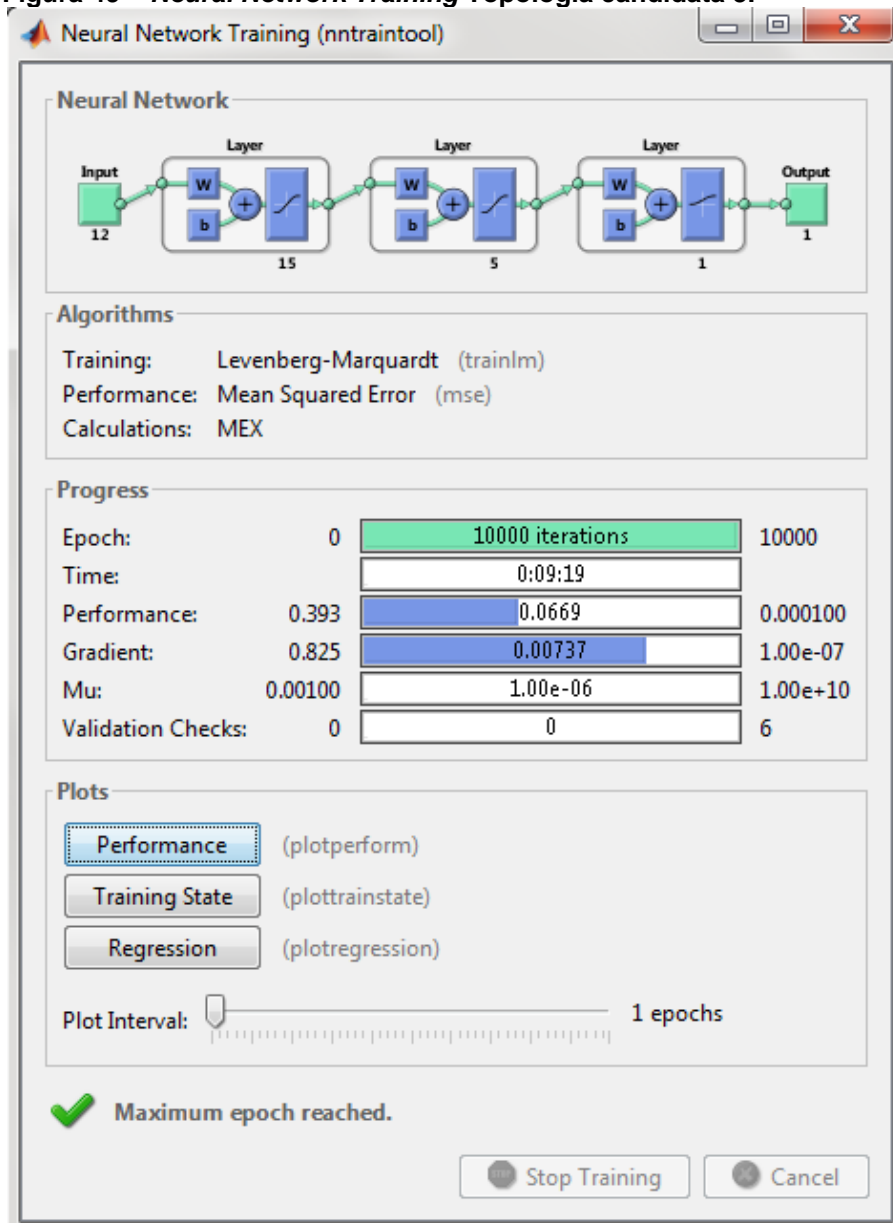 Neural Network Training Topologia candidata
Neural Network Training (nntraintool)
Neural Network
Input
12
Layer
W
b
+
15
Layer
W
b
+
5
Layer
W
b
+
1
Output
1
Algorithms
Training: Levenberg-Marquardt (trainlm)
Performance: Mean Squared Error (mse)
Calculations: MEX
Progress
Epoch: 0 10000 iterations 10000
Time: 0:09:19
Performance: 0.393 0.0669 0.000100
Gradient: 0.825 0.00737 1.00e-07
Mu: 0.00100 1.00e-06 1.00e+10
Validation Checks: 0 0 6
Plots
Performance (plotperform)
Training State (plottrainstate)
Regression (plotregression)
Plot Interval: 1 epochs
Maximum epoch reached.
Stop Training Cancel